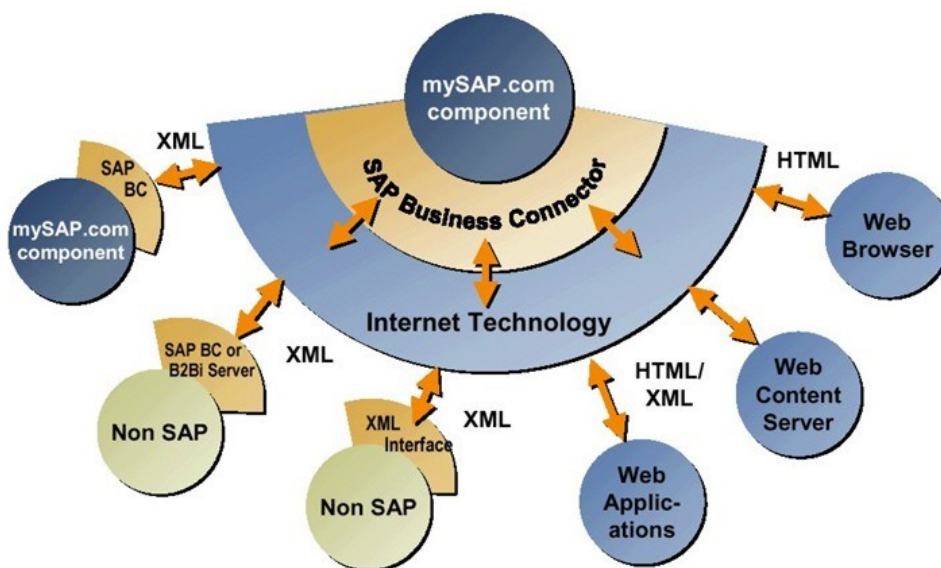 mySAP.com
component
SAP Business Connector
Internet Technology
XML
SAP
BC
mySAP.com
component
XML
SAP BC or
B2Bi Server
Non SAP
XML
XML
Interface
Non SAP
HTML/
XML
Web
Applic-
ations
Web
Content
Server
HTML
Web
Browser